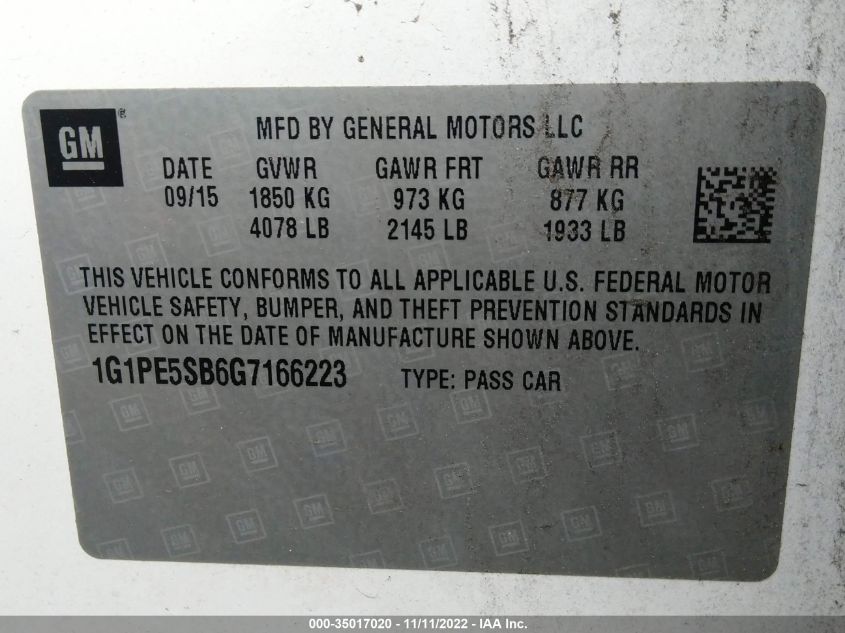 GM®
MFD BY GENERAL MOTORS LLC
DATE GVWR GAWR FRT GAWR RR
09/15 1850 KG 973 KG 877 KG
4078 LB 2145 LB 1933 LB
THIS VEHICLE CONFORMS TO ALL APPLICABLE U.S. FEDERAL MOTOR
VEHICLE SAFETY, BUMPER, AND THEFT PREVENTION STANDARDS IN
EFFECT ON THE DATE OF MANUFACTURE SHOWN ABOVE.
1G1PE5SB6G7166223 TYPE: PASS CAR
000-35017020 - 11/11/2022 - IAA Inc.